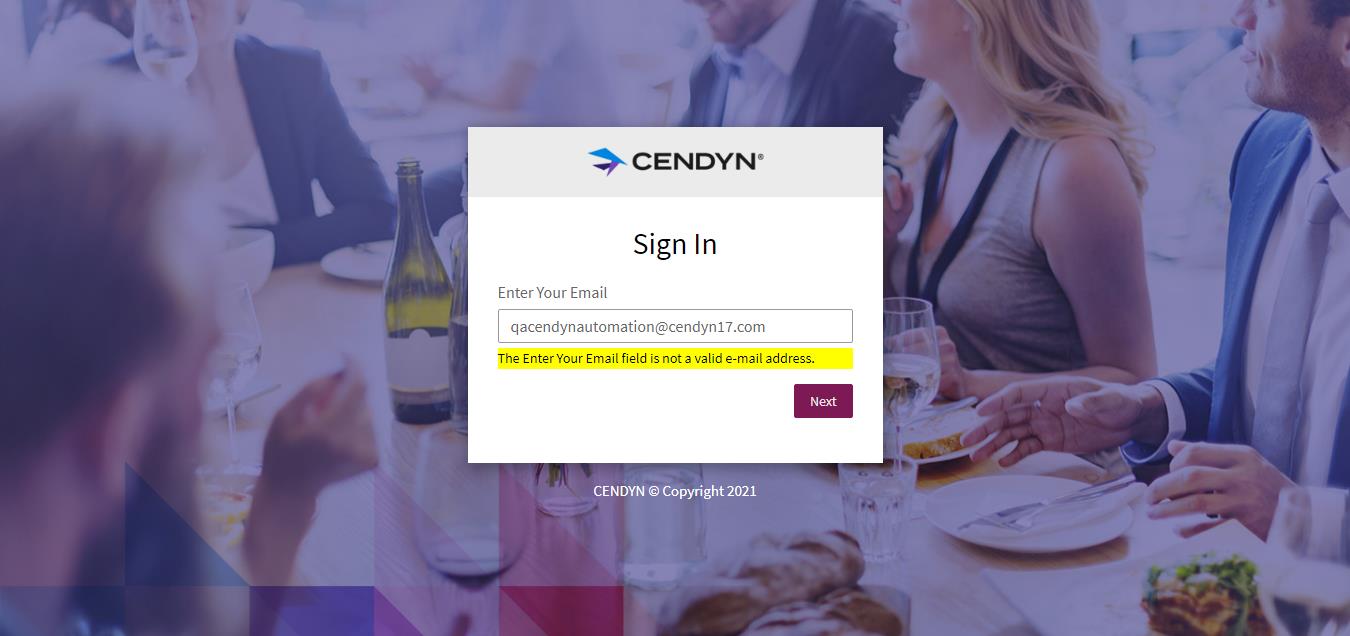 CENDYN®
Sign In
Enter Your Email
qacendynautomation@cendyn17.com
The Enter Your Email field is not a valid e-mail address.
Next
CENDYN © Copyright 2021